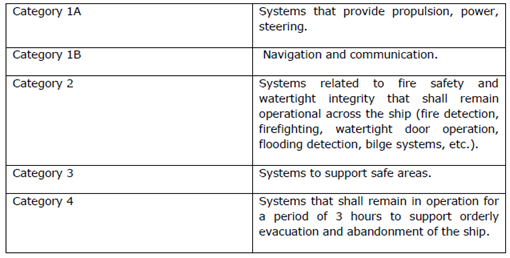 Category 1A
Systems that provide propulsion, power,
steering.
Category 1B
Navigation and communication.
Category 2
Systems related to fire safety and
watertight integrity that shall remain
operational across the ship (fire detection,
firefighting, watertight door operation,
flooding detection, bilge systems, etc.).
Category 3
Systems to support safe areas.
Category 4
Systems that shall remain in operation for
a period of 3 hours to support orderly
evacuation and abandonment of the ship.